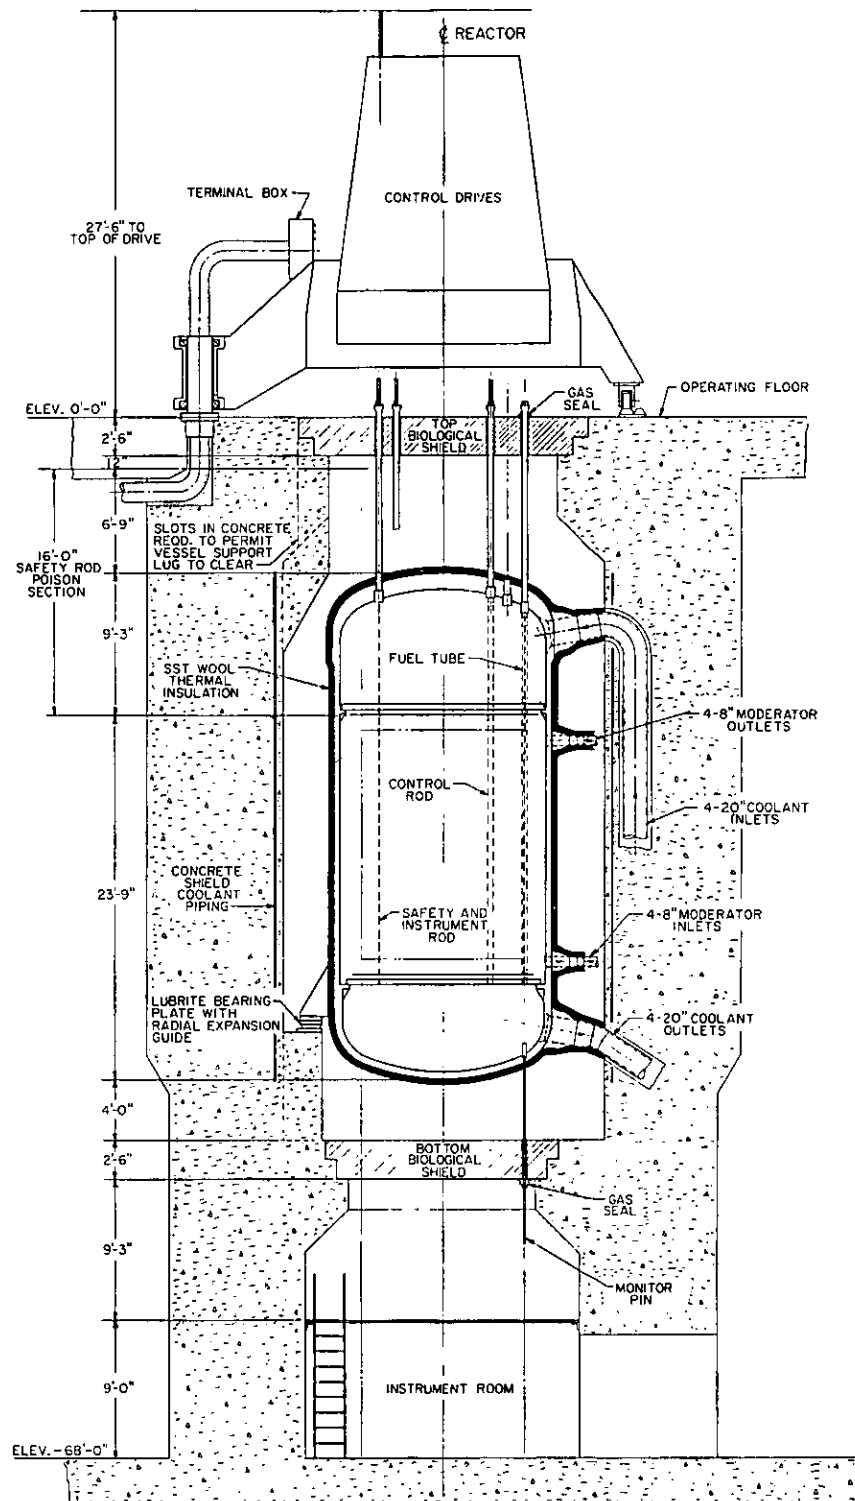 ℄ REACTOR
TERMINAL BOX
CONTROL DRIVES
27'-6" TO
TOP OF DRIVE
ELEV. 0'-0"
GAS
SEAL
OPERATING FLOOR
2'-6"
TOP
BIOLOGICAL
SHIELD
12"
6'-9"
SLOTS IN CONCRETE
REQD. TO PERMIT
VESSEL SUPPORT
LUG TO CLEAR
16'-0"
SAFETY ROD
POISON
SECTION
9'-3"
FUEL TUBE
SST WOOL
THERMAL
INSULATION
4-8" MODERATOR
OUTLETS
CONTROL
ROD
4-20" COOLANT
INLETS
CONCRETE
SHIELD
COOLANT
PIPING
23'-9"
SAFETY AND
INSTRUMENT
ROD
4-8" MODERATOR
INLETS
LUBRITE BEARING
PLATE WITH
RADIAL EXPANSION
GUIDE
4-20" COOLANT
OUTLETS
4'-0"
2'-6"
BOTTOM
BIOLOGICAL
SHIELD
GAS
SEAL
9'-3"
MONITOR
PIN
9'-0"
INSTRUMENT ROOM
ELEV.-68'-0"